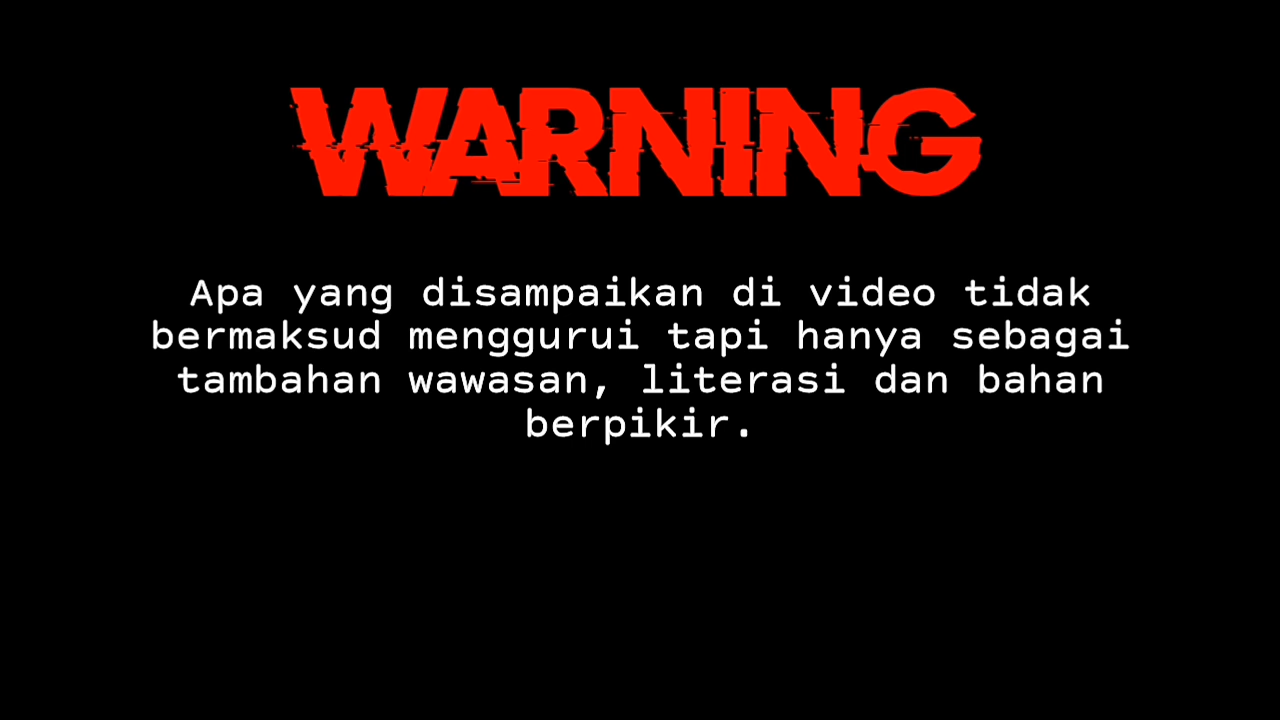 WARNING
Apa yang disampaikan di video tidak
bermaksud menggurui tapi hanya sebagai
tambahan wawasan, literasi dan bahan
berpikir.